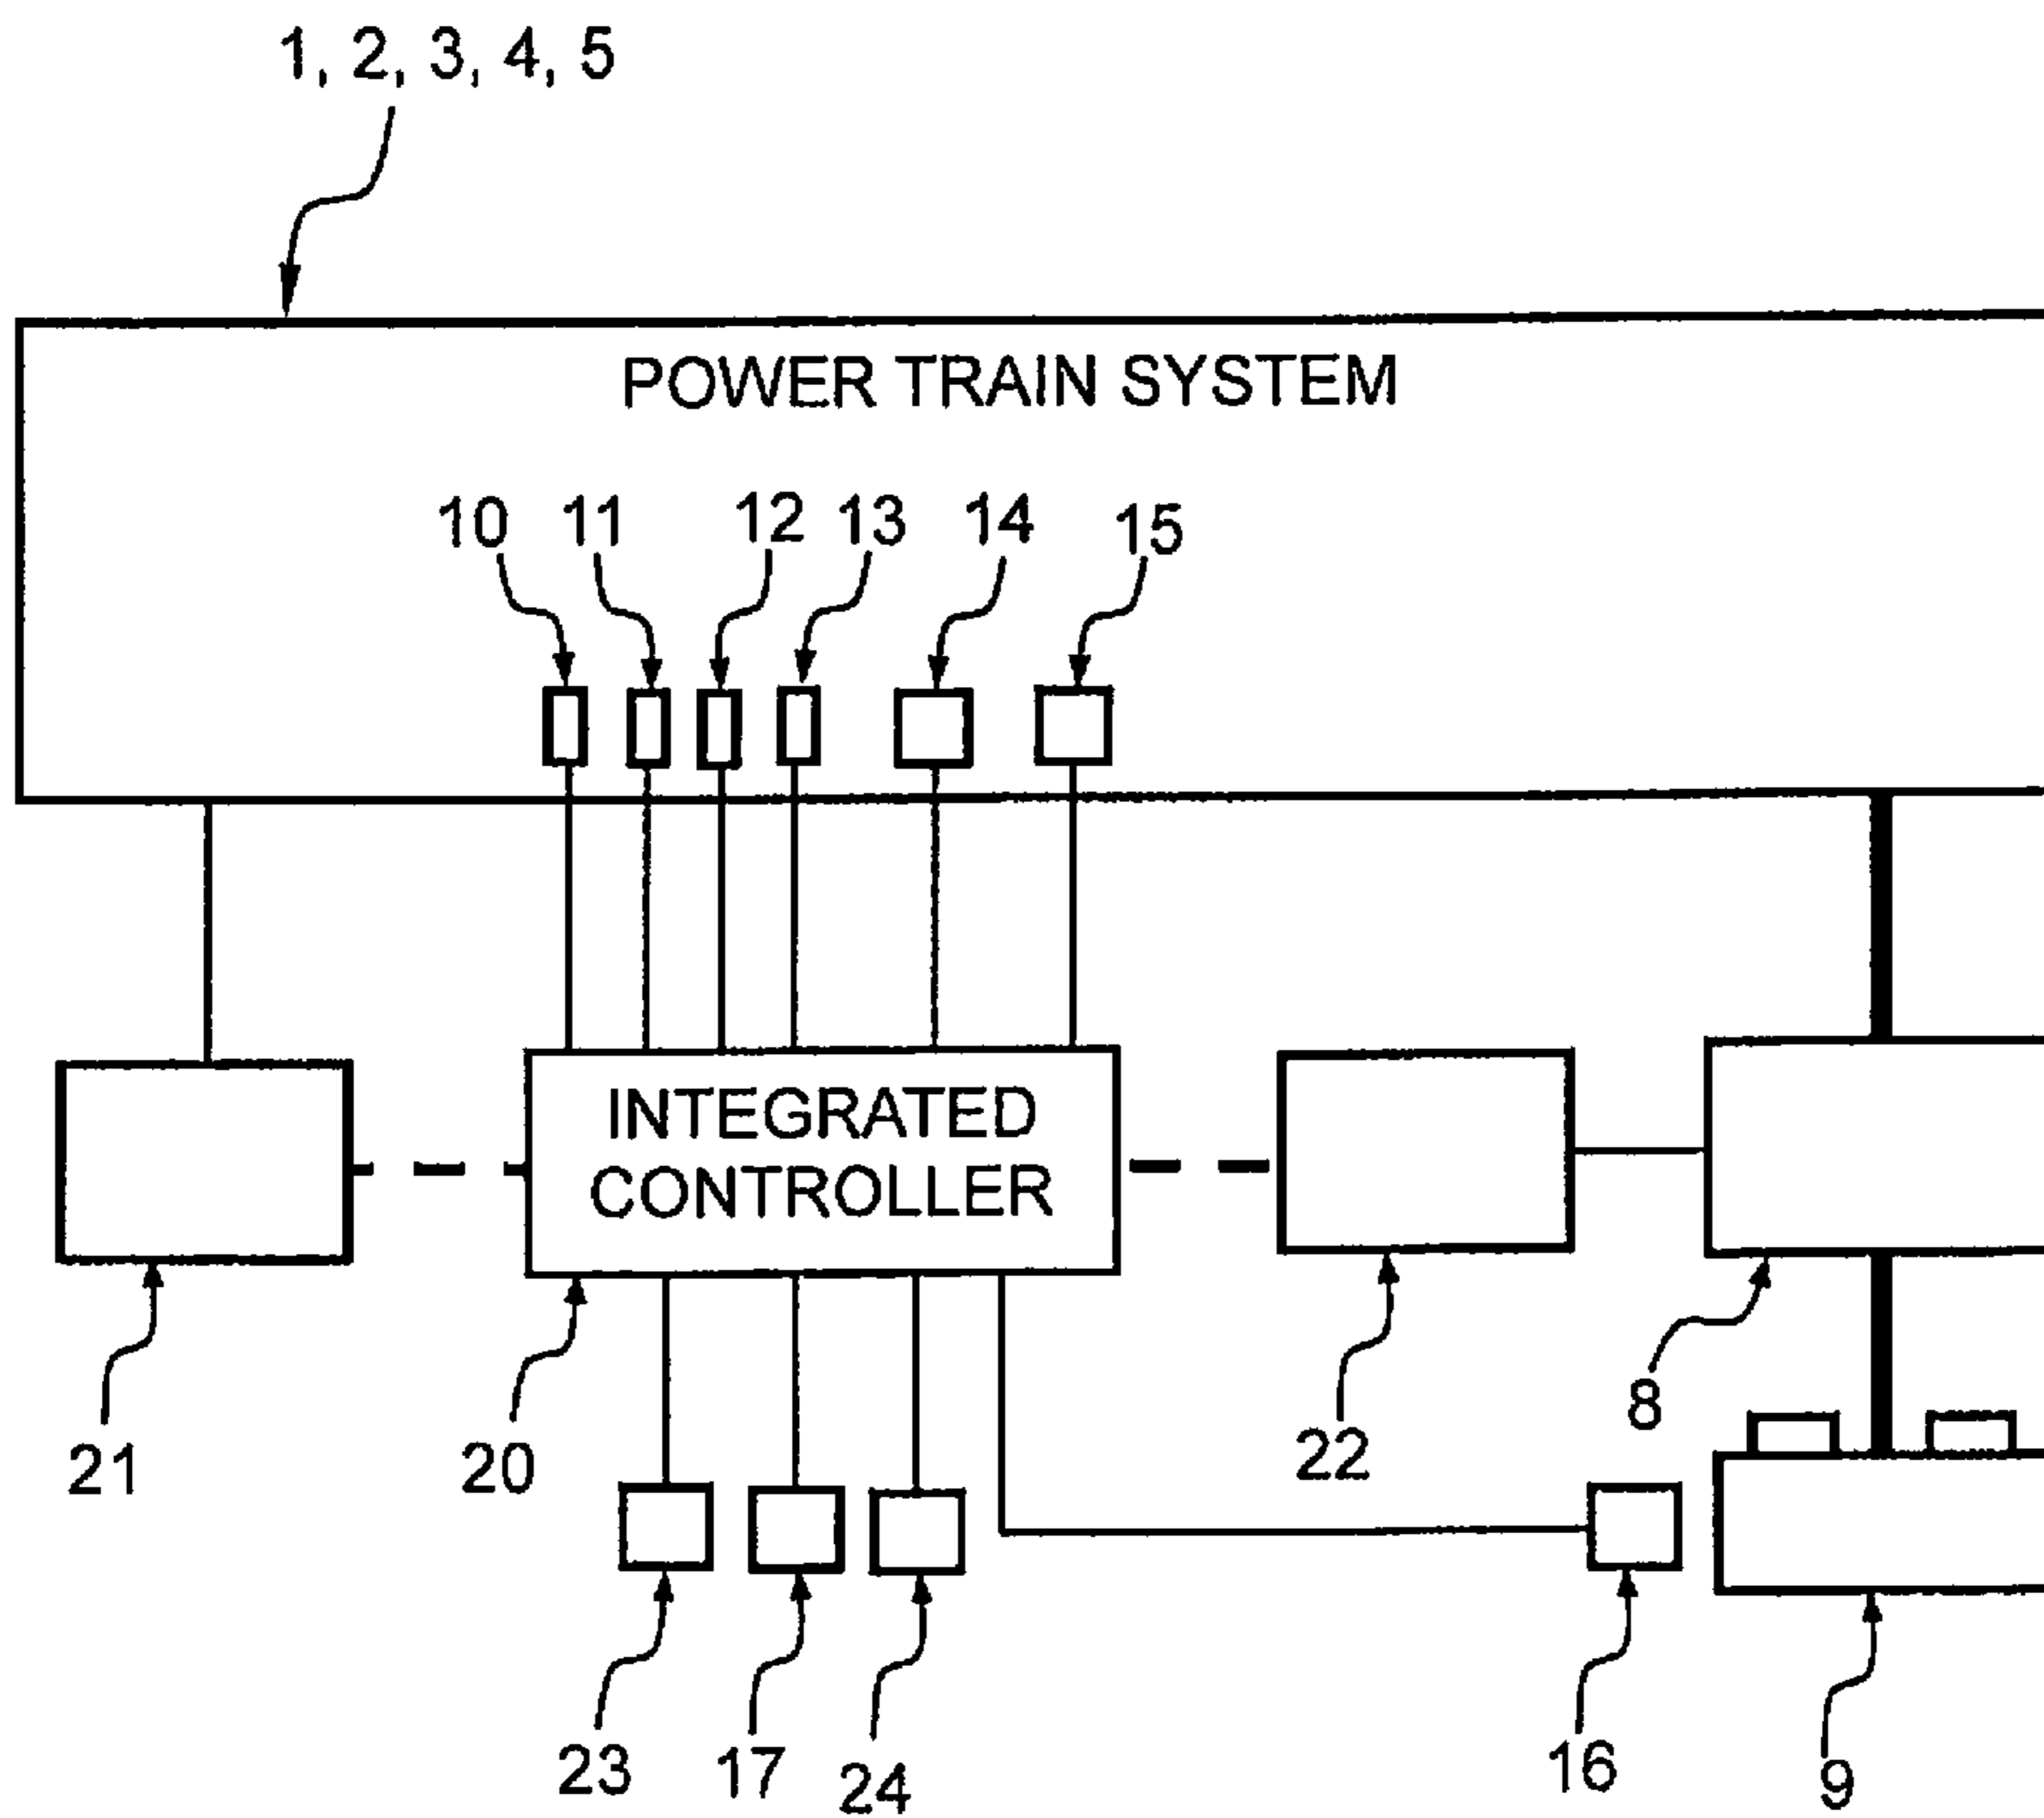 1, 2, 3, 4, 5
POWER TRAIN SYSTEM
10 11 12 13 14 15
INTEGRATED
CONTROLLER
8
21 20 22
23 17 24 16 9